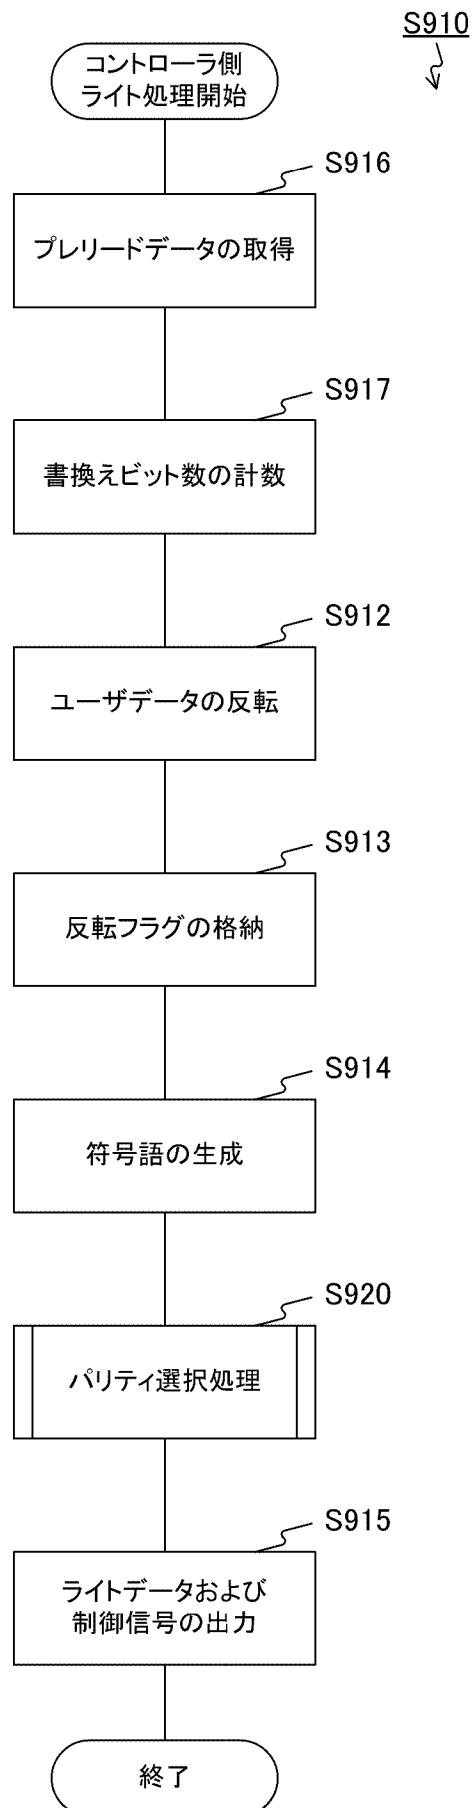 S910
コントローラ側
ライト処理開始
S916
プレリードデータの取得
S917
書換えビット数の計数
S912
ユーザデータの反転
S913
反転フラグの格納
S914
符号語の生成
S920
パリティ選択処理
S915
ライトデータおよび
制御信号の出力
終了